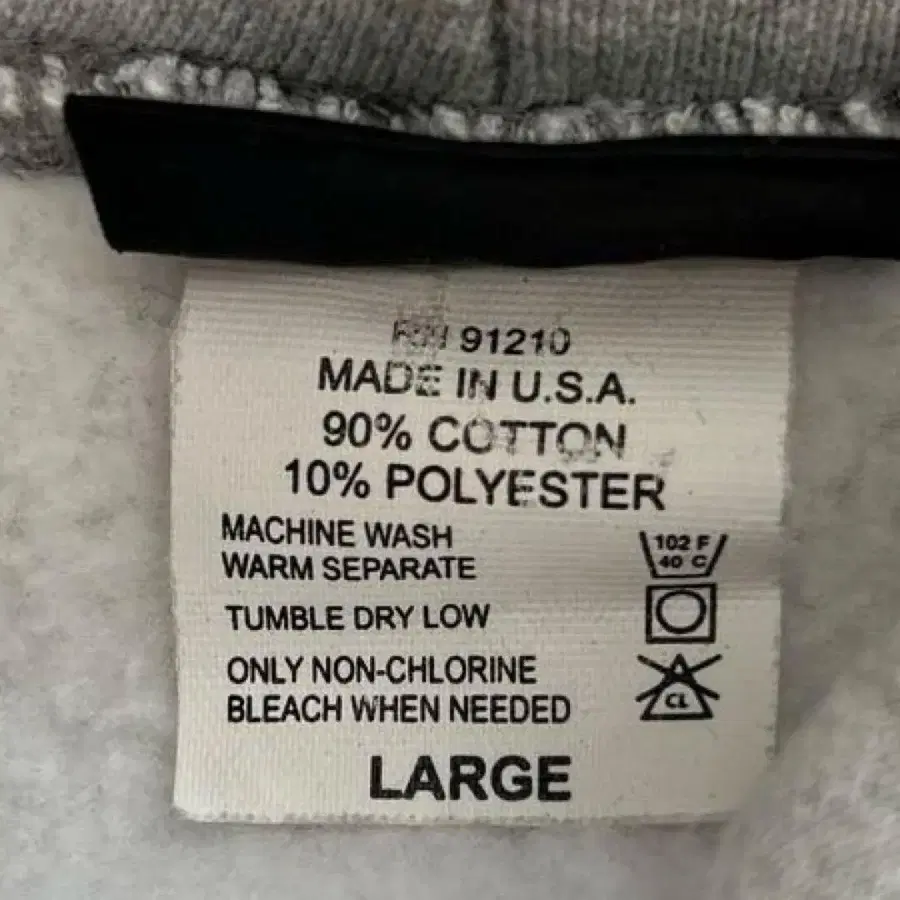 RN 91210
MADE IN U.S.A.
90% COTTON
10% POLYESTER
MACHINE WASH
WARM SEPARATE
102 F
40 C
TUMBLE DRY LOW
ONLY NON-CHLORINE
BLEACH WHEN NEEDED
CL
LARGE